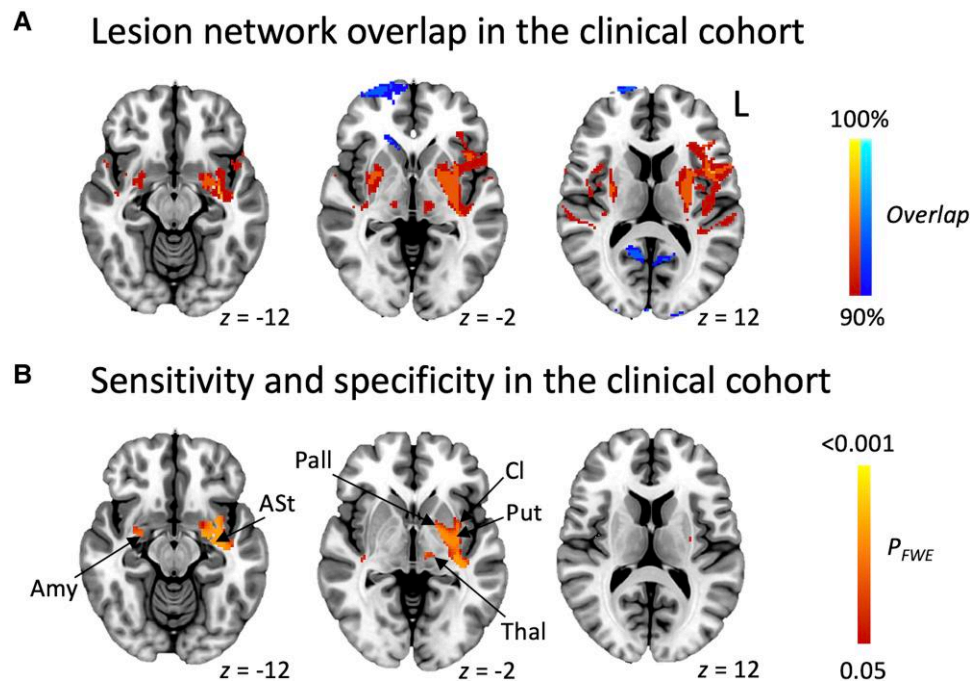 A Lesion network overlap in the clinical cohort
L
100%
Overlap
90%
z = -12
z = -2
z = 12
B Sensitivity and specificity in the clinical cohort
<0.001
Pall
Cl
ASt
Put
P_FWE
Amy
Thal
z = -12
z = -2
z = 12
0.05